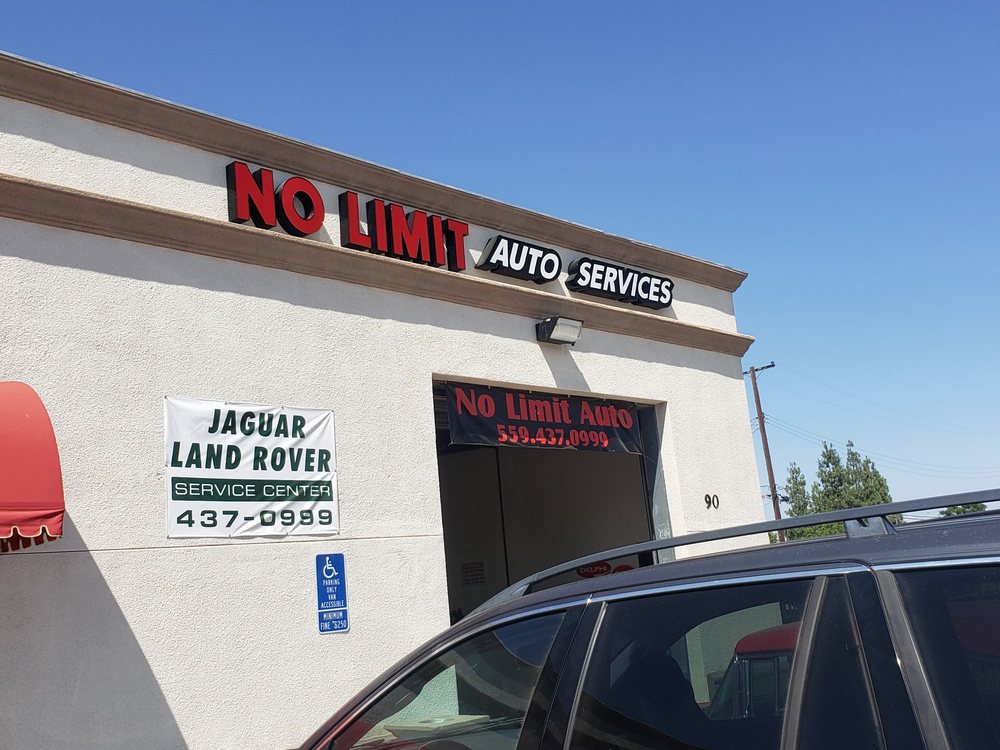 NO LIMIT AUTO SERVICES
No Limit Auto
559.437.0999
JAGUAR
LAND ROVER
SERVICE CENTER
437-0999
90
PARKING
ONLY
VAN
ACCESSIBLE
MINIMUM
FINE $250
DELPHI